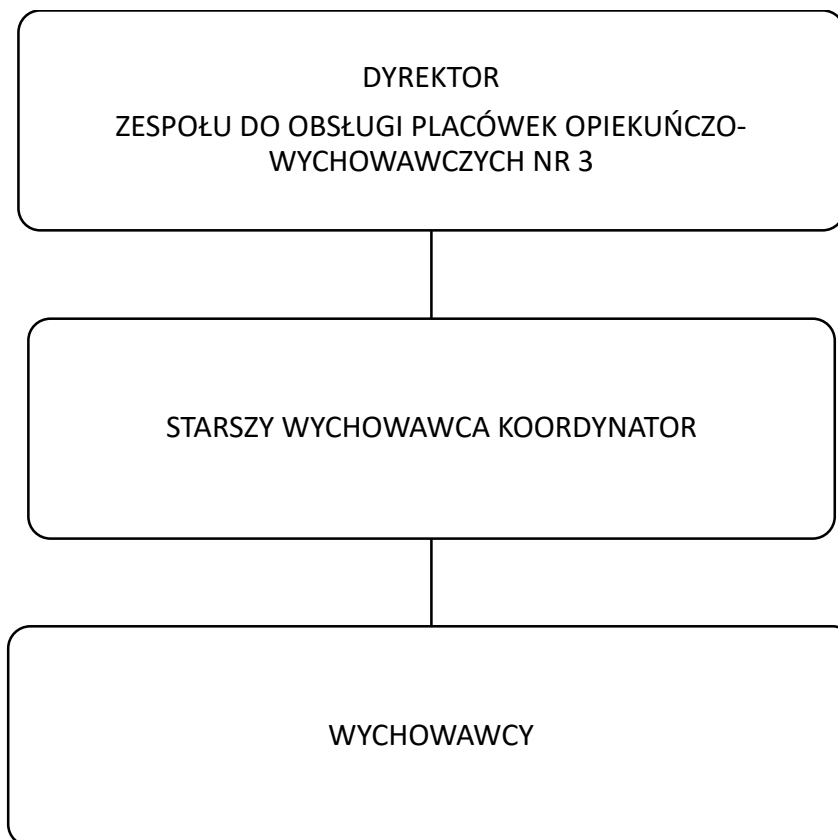 DYREKTOR
ZESPOŁU DO OBSŁUGI PLACÓWEK OPIEKUŃCZO-
WYCHOWAWCZYCH NR 3
STARSZY WYCHOWAWCA KOORDYNATOR
WYCHOWAWCY